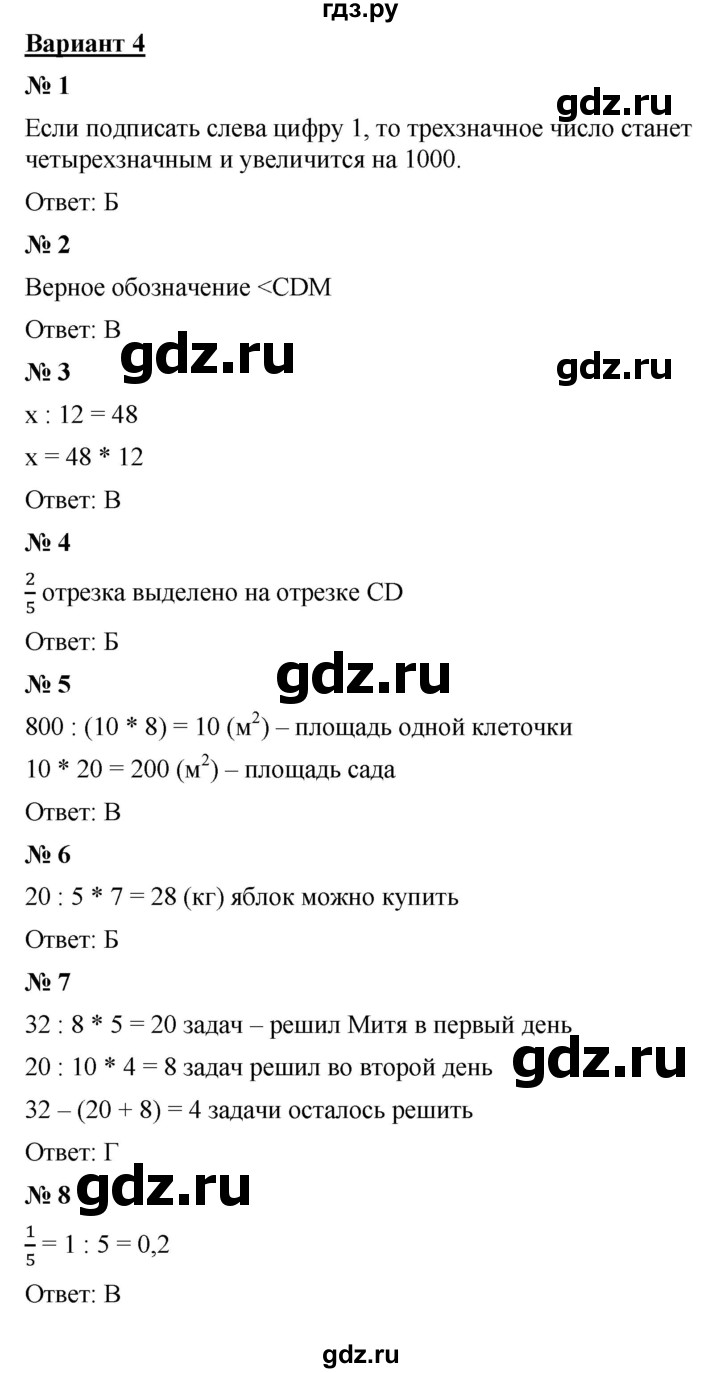 гдз.ру
Вариант 4
№ 1
gdz.ru
Если подписать слева цифру 1, то трехзначное число станет
четырехзначным и увеличится на 1000.
Ответ: Б
№ 2
Верное обозначение <CDM
Ответ: В
gdz.ru
№ 3
gdz.ru
x : 12 = 48
x = 48 * 12
Ответ: В
№ 4
2/5 отрезка выделено на отрезке CD
Ответ: Б
gdz.ru
№ 5
800 : (10 * 8) = 10 (м²) – площадь одной клеточки
10 * 20 = 200 (м²) – площадь сада
Ответ: В
№ 6
20 : 5 * 7 = 28 (кг) яблок можно купить
Ответ: Б
№ 7
32 : 8 * 5 = 20 задач – решил Митя в первый день
20 : 10 * 4 = 8 задач решил во второй день
gdz.ru
32 – (20 + 8) = 4 задачи осталось решить
Ответ: Г
№ 8
gdz.ru
1/5 = 1 : 5 = 0,2
Ответ: В
gdz.ru